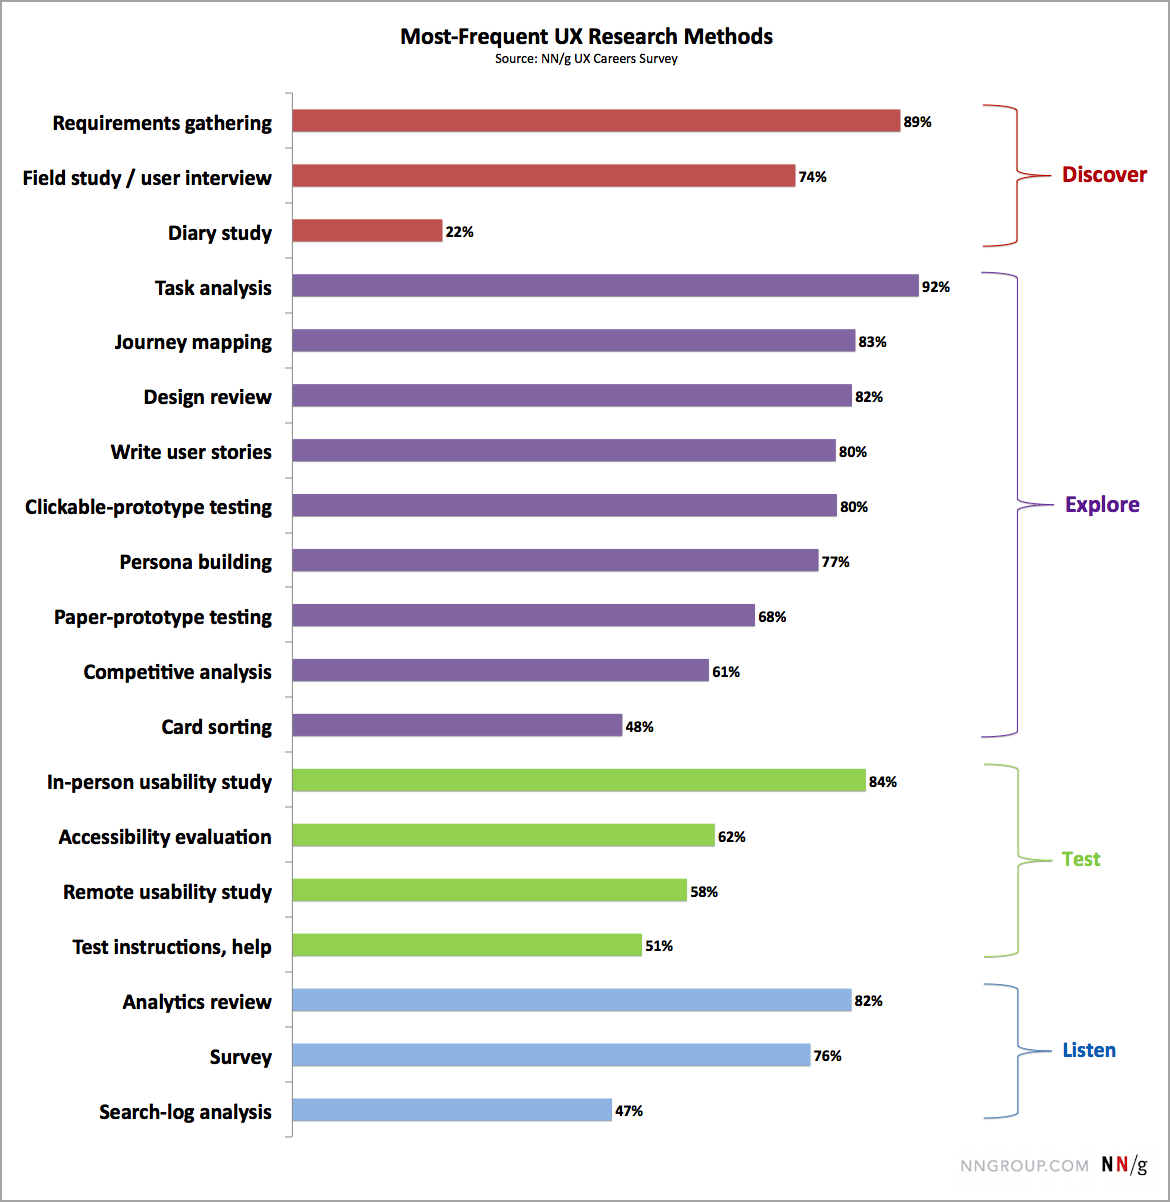 Most-Frequent UX Research Methods
Source: NN/g UX Careers Survey
Requirements gathering 89%
Field study / user interview 74%
Diary study 22%
Discover
Task analysis 92%
Journey mapping 83%
Design review 82%
Write user stories 80%
Clickable-prototype testing 80%
Persona building 77%
Paper-prototype testing 68%
Competitive analysis 61%
Card sorting 48%
Explore
In-person usability study 84%
Accessibility evaluation 62%
Remote usability study 58%
Test instructions, help 51%
Test
Analytics review 82%
Survey 76%
Search-log analysis 47%
Listen
NNGROUP.COM NN/g